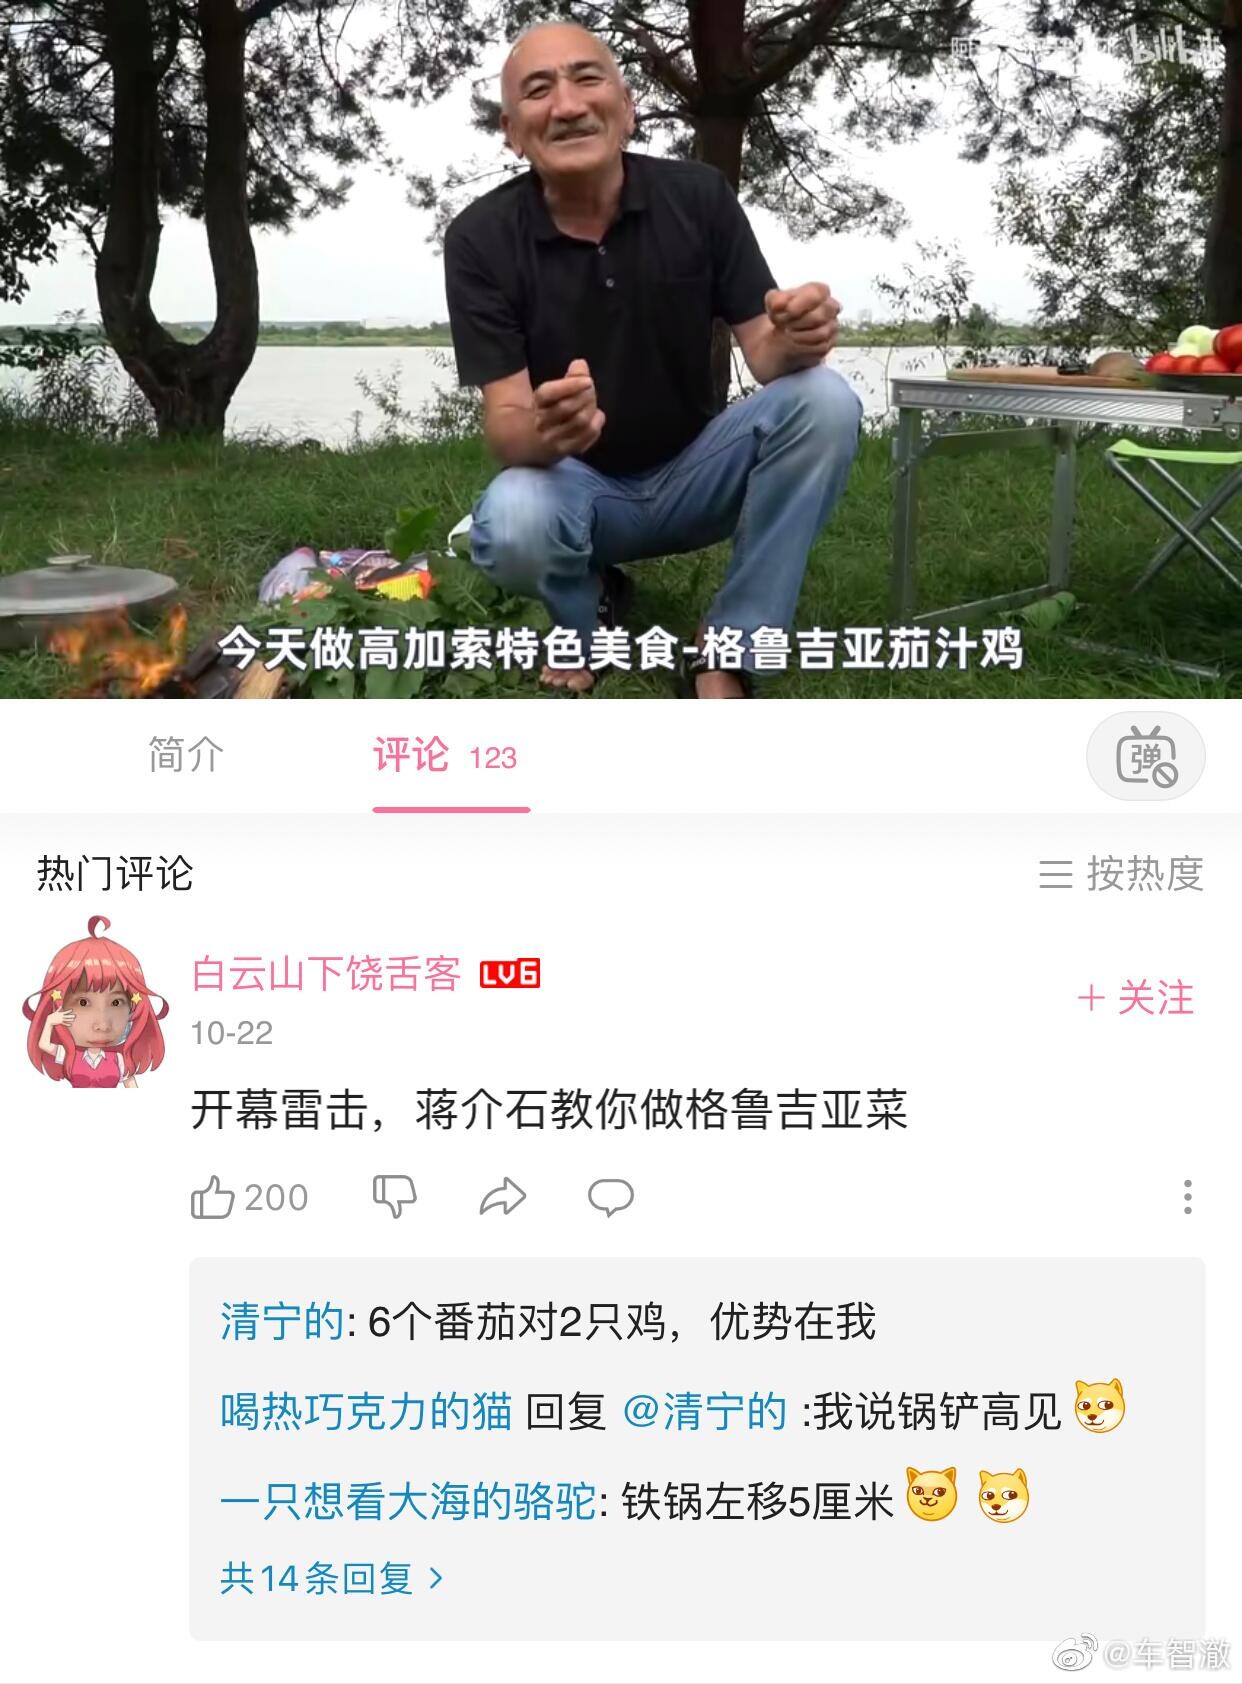 bilibili
今天做高加索特色美食-格鲁吉亚茄汁鸡
简介 评论 123 弹
热门评论 按热度
白云山下饶舌客 LV6
+ 关注
10-22
开幕雷击，蒋介石教你做格鲁吉亚菜
200
清宁的: 6个番茄对2只鸡，优势在我
喝热巧克力的猫 回复 @清宁的 :我说锅铲高见
一只想看大海的骆驼: 铁锅左移5厘米
共14条回复 >
@车智澈